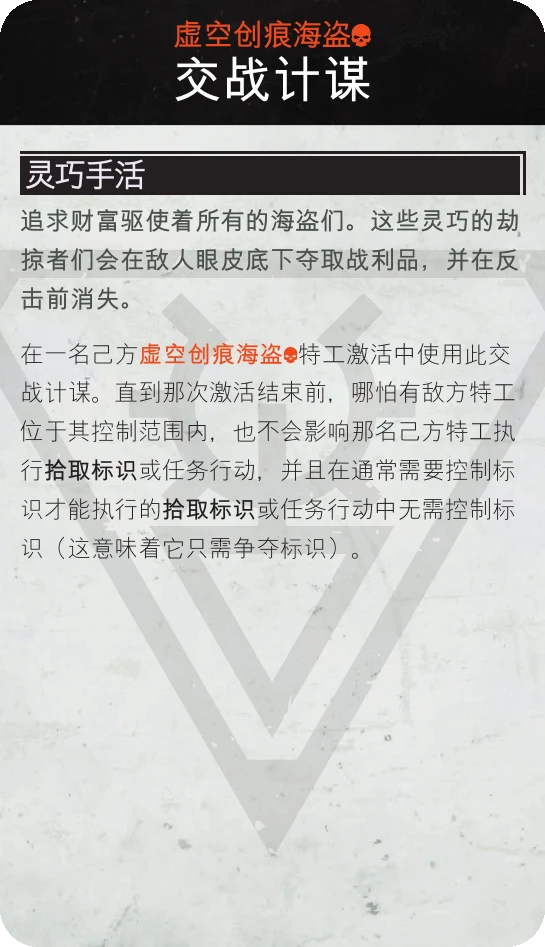 虚空创痕海盗
交战计谋
灵巧手活
追求财富驱使着所有的海盗们。这些灵巧的劫
掠者们会在敌人眼皮底下夺取战利品，并在反
击前消失。
在一名己方虚空创痕海盗特工激活中使用此交
战计谋。直到那次激活结束前，哪怕有敌方特工
位于其控制范围内，也不会影响那名己方特工执
行拾取标识或任务行动，并且在通常需要控制标
识才能执行的拾取标识或任务行动中无需控制标
识（这意味着它只需争夺标识）。